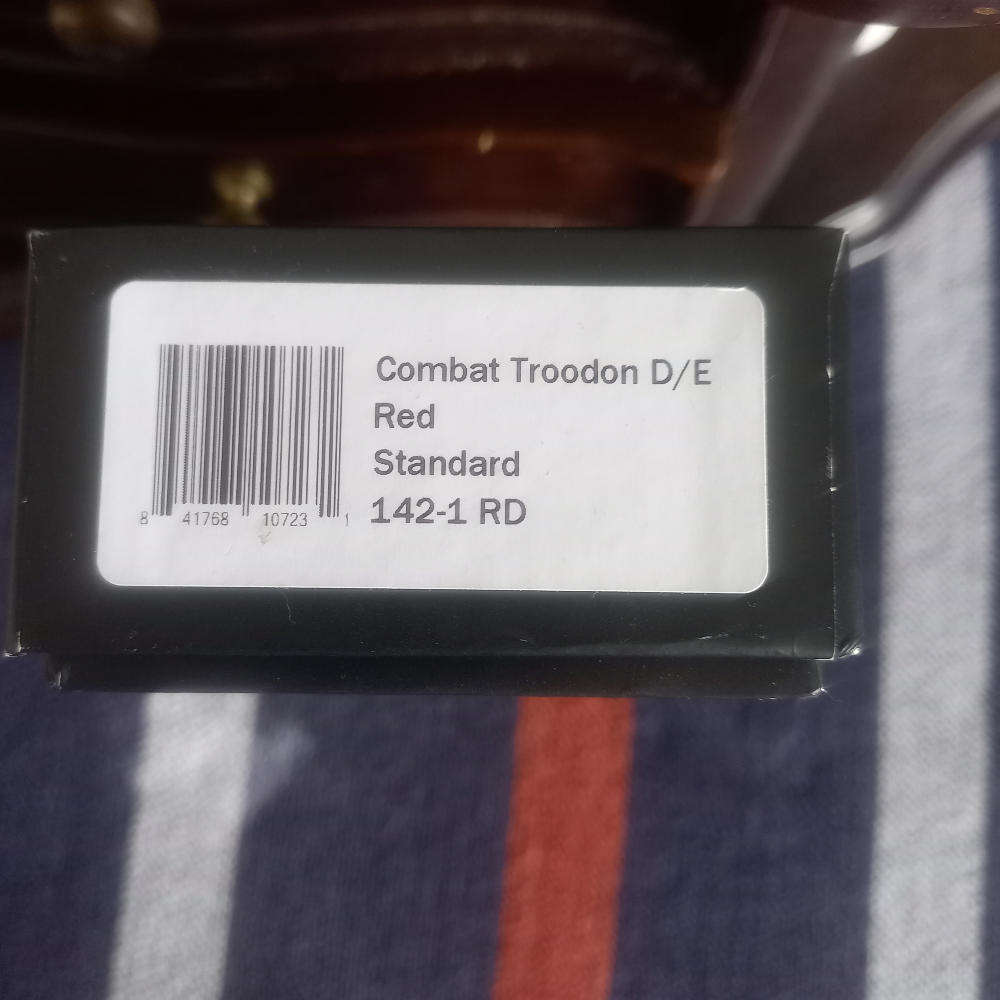 Combat Troodon D/E
Red
Standard
142-1 RD
8 41768 10723 1